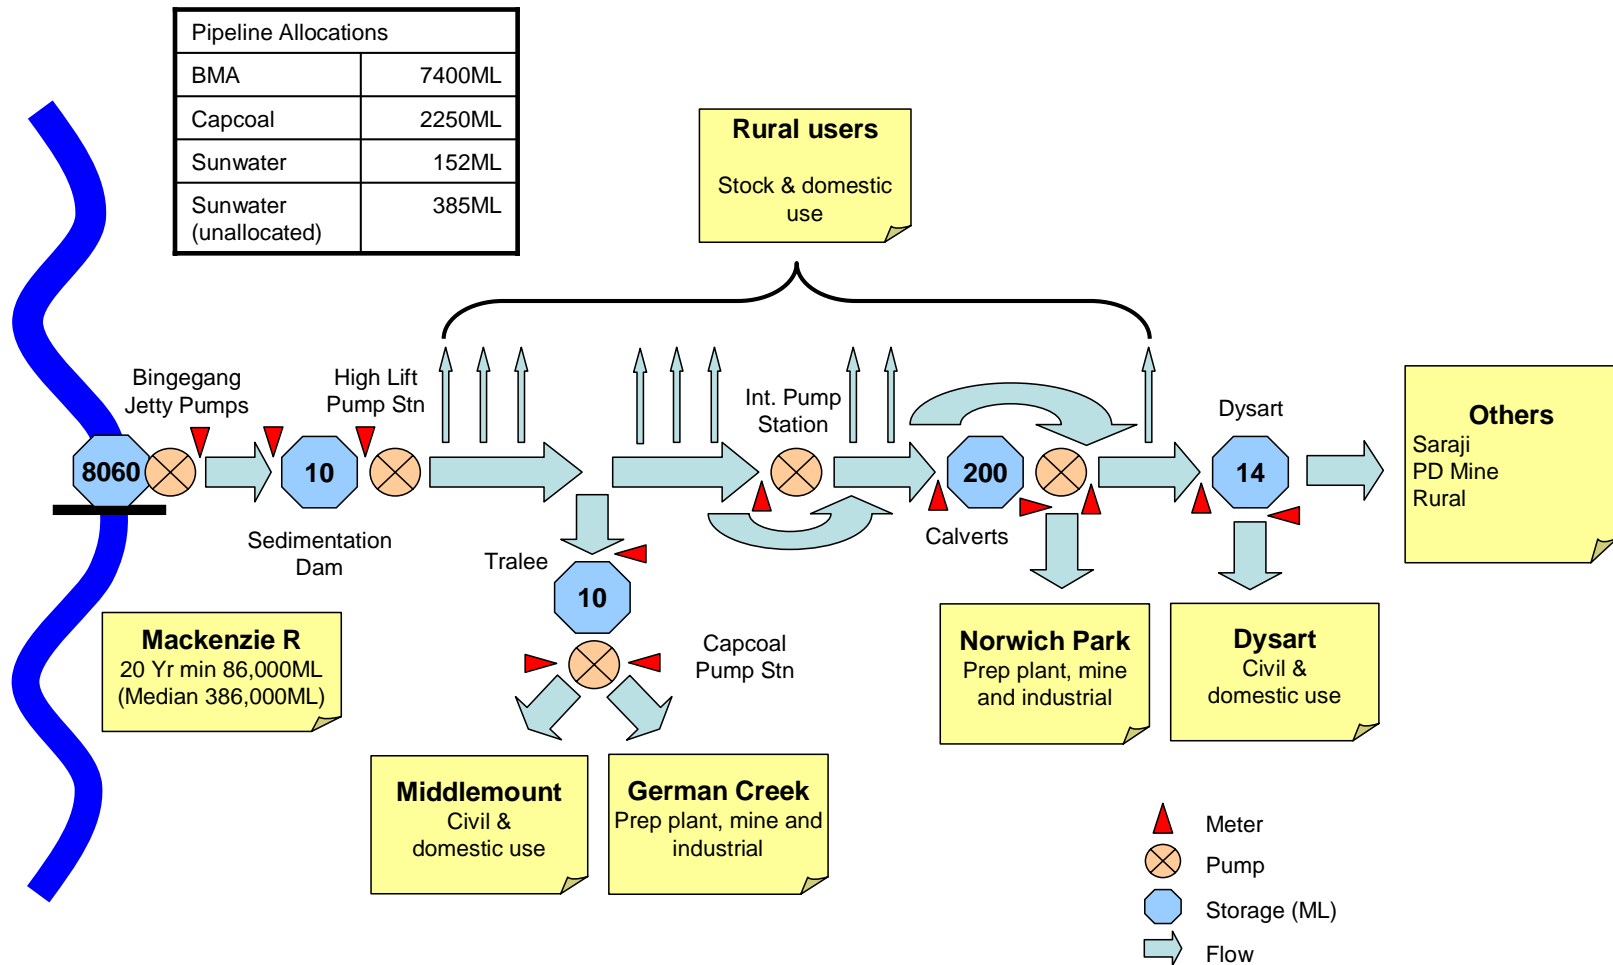 Pipeline Allocations
BMA 7400ML
Capcoal 2250ML
Sunwater 152ML
Sunwater 385ML
(unallocated)
Rural users
Stock & domestic
use
Bingegang
Jetty Pumps
High Lift
Pump Stn
Int. Pump
Station
Dysart
Others
Saraji
PD Mine
Rural
8060
10
200
14
Sedimentation
Dam
Calverts
Tralee
10
Capcoal
Pump Stn
Mackenzie R
20 Yr min 86,000ML
(Median 386,000ML)
Norwich Park
Prep plant, mine
and industrial
Dysart
Civil &
domestic use
Middlemount
Civil &
domestic use
German Creek
Prep plant, mine and
industrial
Meter
Pump
Storage (ML)
Flow